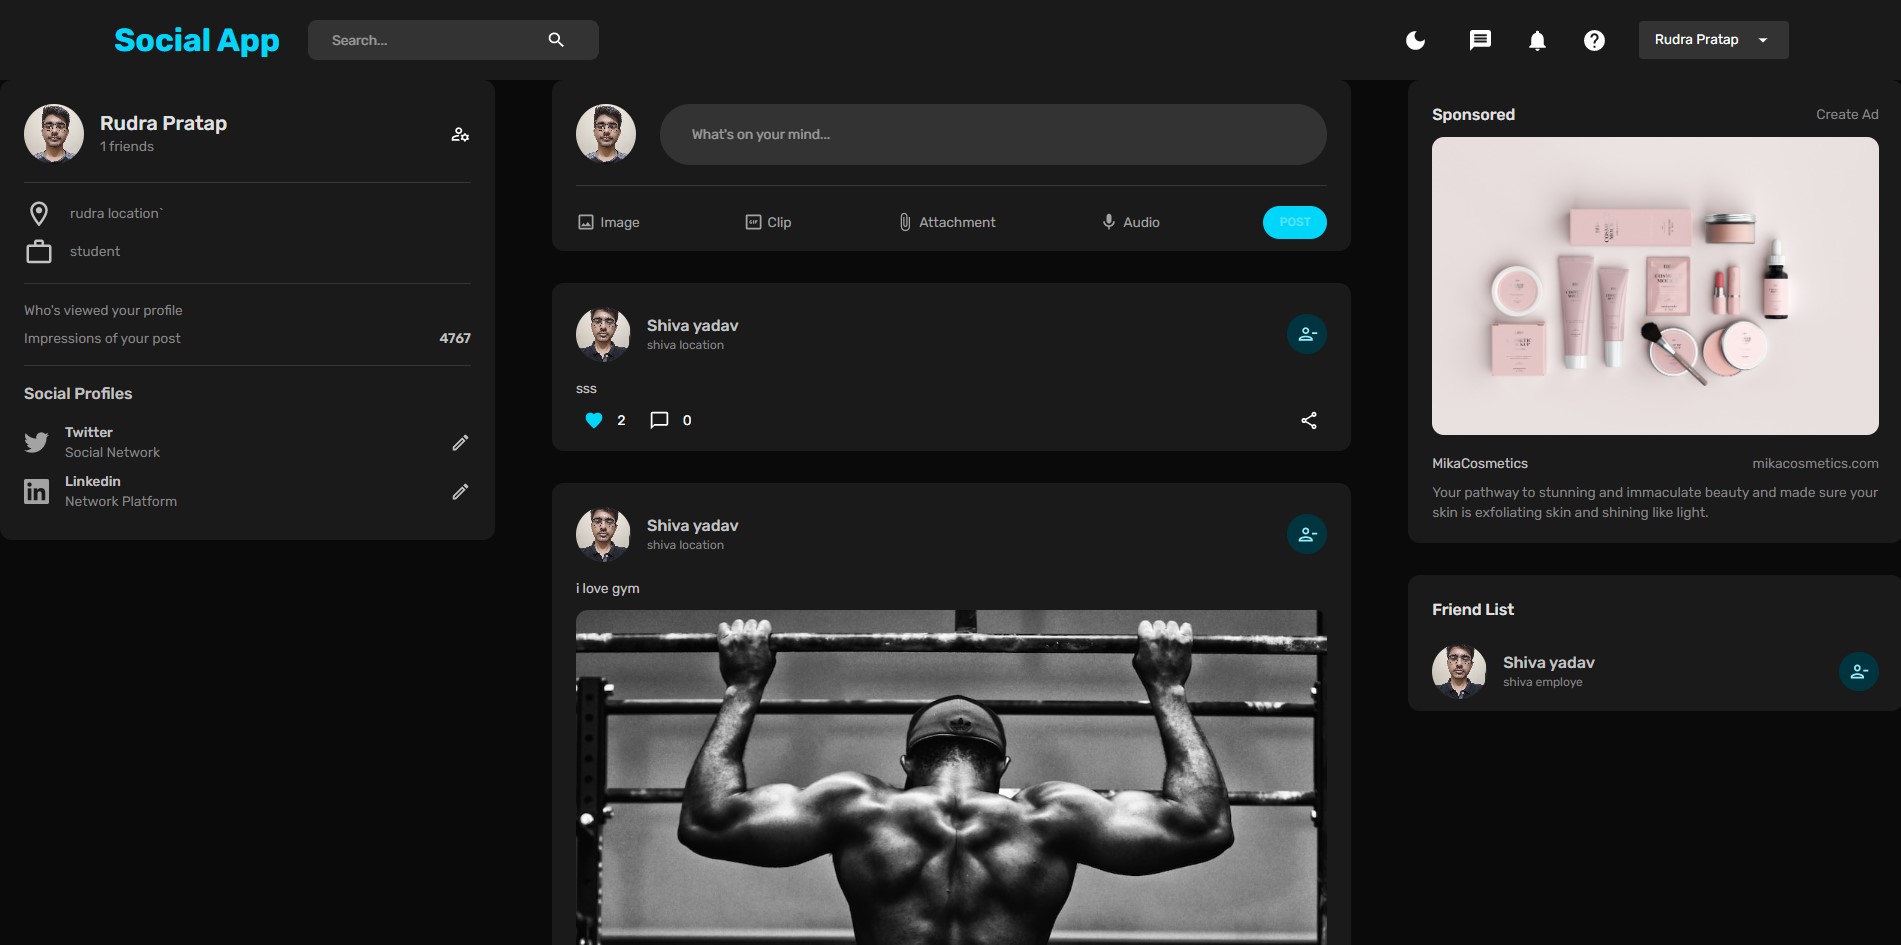 Social App
Search...
Rudra Pratap
Rudra Pratap
1 friends
rudra location`
student
Who's viewed your profile
Impressions of your post 4767
Social Profiles
Twitter
Social Network
Linkedin
Network Platform
What's on your mind...
Image Clip Attachment Audio POST
Shiva yadav
shiva location
sss
2 0
Shiva yadav
shiva location
i love gym
Sponsored Create Ad
MikaCosmetics mikacosmetics.com
Your pathway to stunning and immaculate beauty and made sure your
skin is exfoliating skin and shining like light.
Friend List
Shiva yadav
shiva employe